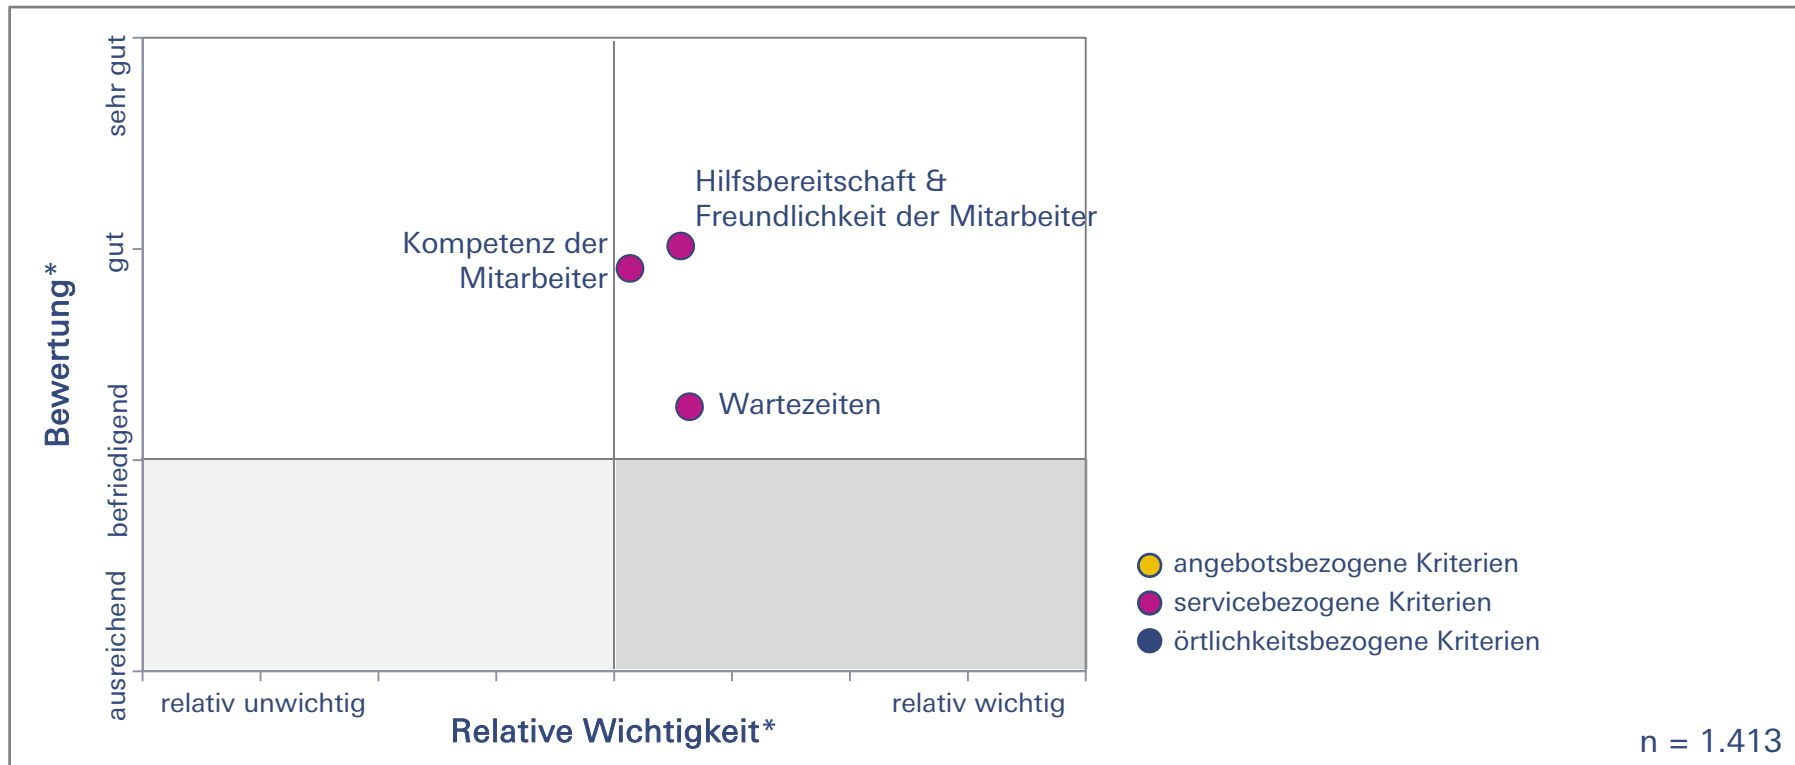 sehr gut
gut
befriedigend
ausreichend
Bewertung*
Hilfsbereitschaft &
Freundlichkeit der Mitarbeiter
Kompetenz der
Mitarbeiter
Wartezeiten
relativ unwichtig
relativ wichtig
Relative Wichtigkeit*
angebotsbezogene Kriterien
servicebezogene Kriterien
örtlichkeitsbezogene Kriterien
n = 1.413